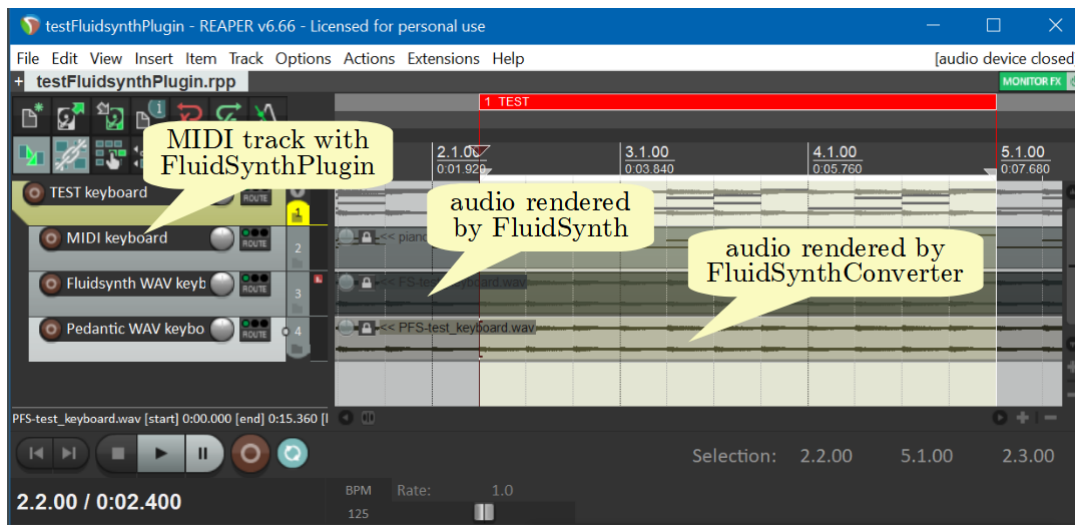 testFluidsynthPlugin - REAPER v6.66 - Licensed for personal use
File Edit View Insert Item Track Options Actions Extensions Help [audio device closed]
+ testFluidsynthPlugin.rpp
MONITOR FX
1 TEST
MIDI track with
FluidSynthPlugin
2.1.00 3.1.00 4.1.00 5.1.00
0:01.920 0:03.840 0:05.760 0:07.680
TEST keyboard ROUTE 1
audio rendered
by FluidSynth
MIDI keyboard ROUTE 2 << piano
audio rendered by
FluidSynthConverter
Fluidsynth WAV keyb ROUTE 3 << FS-test_keyboard.wav
Pedantic WAV keybo ROUTE 4 << PFS-test_keyboard.wav
PFS-test_keyboard.wav [start] 0:00.000 [end] 0:15.360 [l
Selection: 2.2.00 5.1.00 2.3.00
2.2.00 / 0:02.400
BPM Rate: 1.0
125